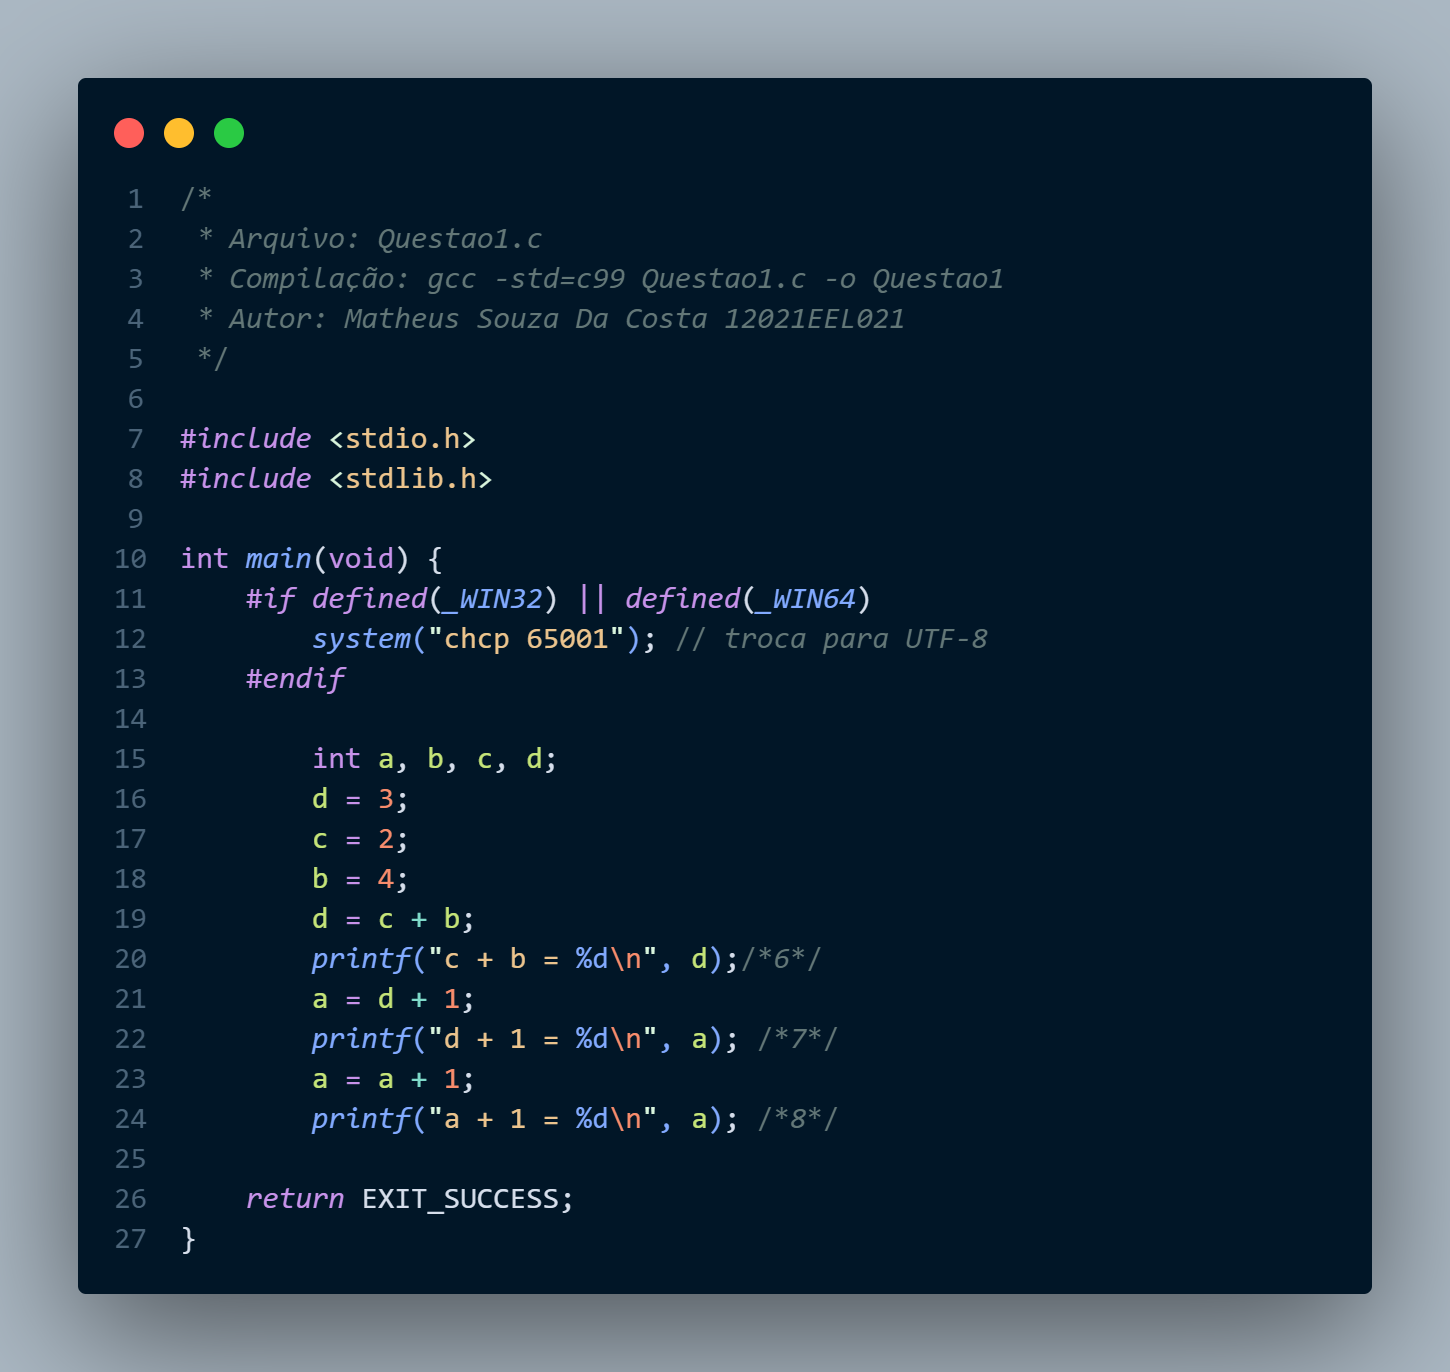 1 /*
2  * Arquivo: Questao1.c
3  * Compilação: gcc -std=c99 Questao1.c -o Questao1
4  * Autor: Matheus Souza Da Costa 12021EEL021
5  */
6
7 #include <stdio.h>
8 #include <stdlib.h>
9
10 int main(void) {
11     #if defined(_WIN32) || defined(_WIN64)
12         system("chcp 65001"); // troca para UTF-8
13     #endif
14
15         int a, b, c, d;
16         d = 3;
17         c = 2;
18         b = 4;
19         d = c + b;
20         printf("c + b = %d\n", d);/*6*/
21         a = d + 1;
22         printf("d + 1 = %d\n", a); /*7*/
23         a = a + 1;
24         printf("a + 1 = %d\n", a); /*8*/
25
26     return EXIT_SUCCESS;
27 }